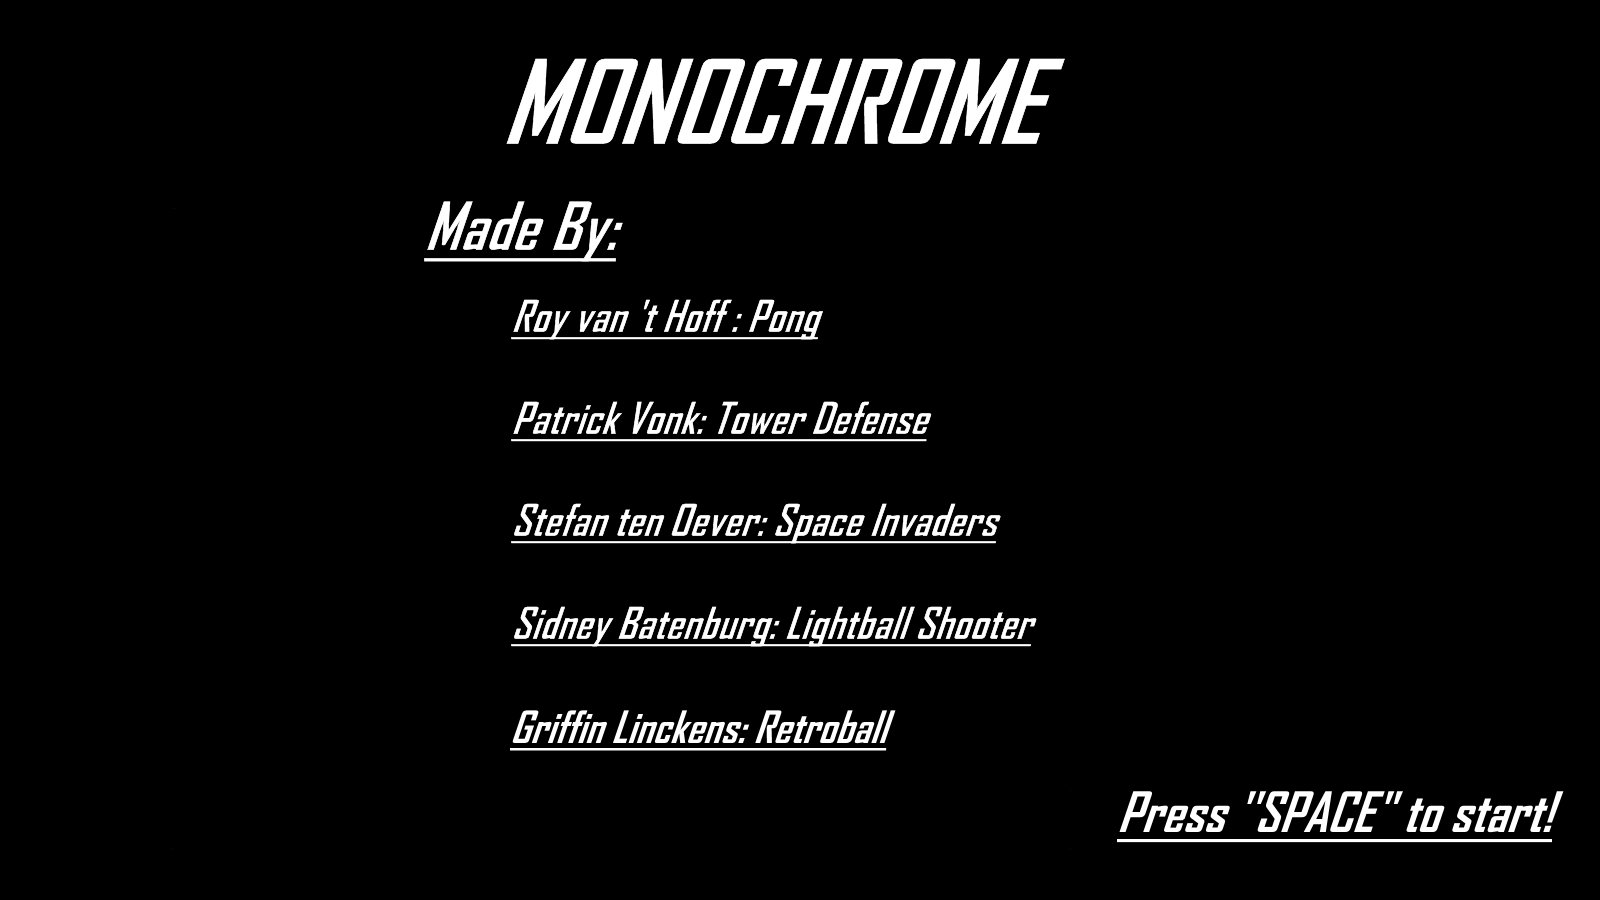 MONOCHROME
Made By:
Roy van 't Hoff : Pong
Patrick Vonk: Tower Defense
Stefan ten Oever: Space Invaders
Sidney Batenburg: Lightball Shooter
Griffin Linckens: Retroball
Press "SPACE" to start!